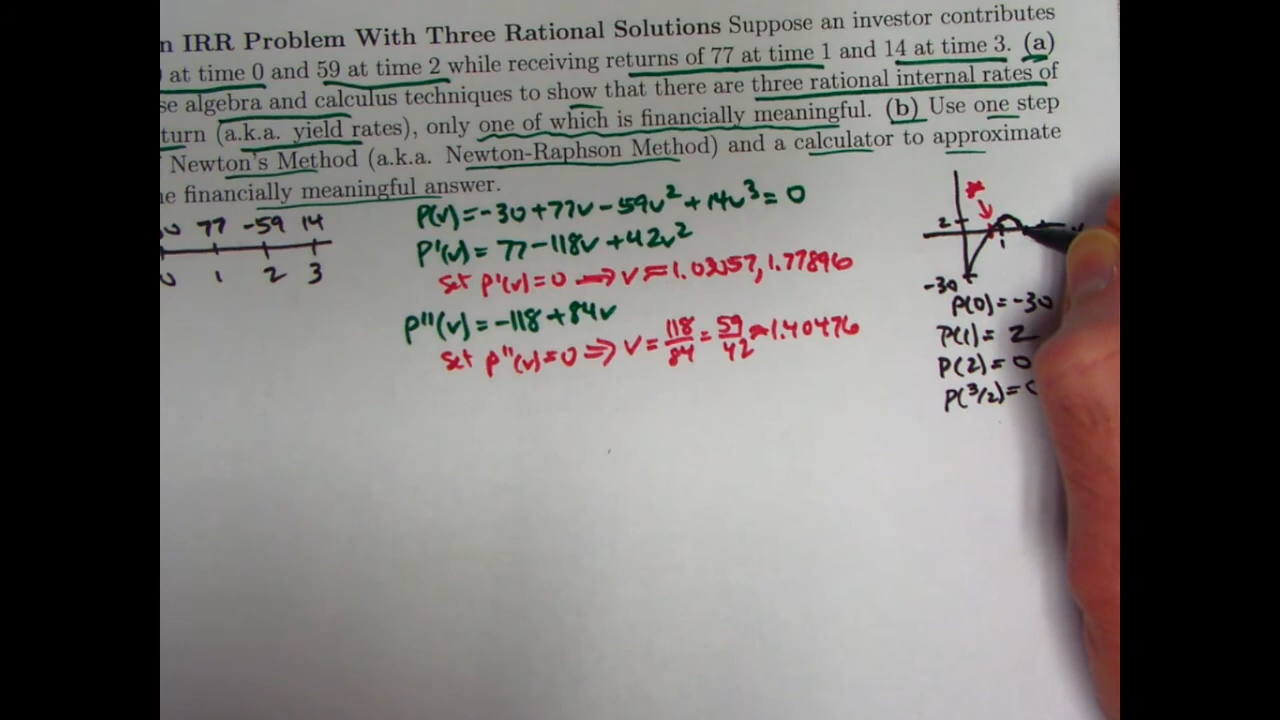 n IRR Problem With Three Rational Solutions Suppose an investor contributes
at time 0 and 59 at time 2 while receiving returns of 77 at time 1 and 14 at time 3. (a)
se algebra and calculus techniques to show that there are three rational internal rates of
turn (a.k.a. yield rates), only one of which is financially meaningful. (b) Use one step
Newton's Method (a.k.a. Newton-Raphson Method) and a calculator to approximate
e financially meaningful answer.
77 -59 14
0 1 2 3
P(v) = -30 + 77v - 59v² + 14v³ = 0
P'(v) = 77 - 118v + 42v²
Set P'(v) = 0 → v ≈ 1.03057, 1.77896
P''(v) = -118 + 84v
Set P''(v) = 0 ⇒ v = 118/84 = 59/42 ≈ 1.40476
*
2
1
-30
P(0) = -30
P(1) = 2
P(2) = 0
P(3/2) =